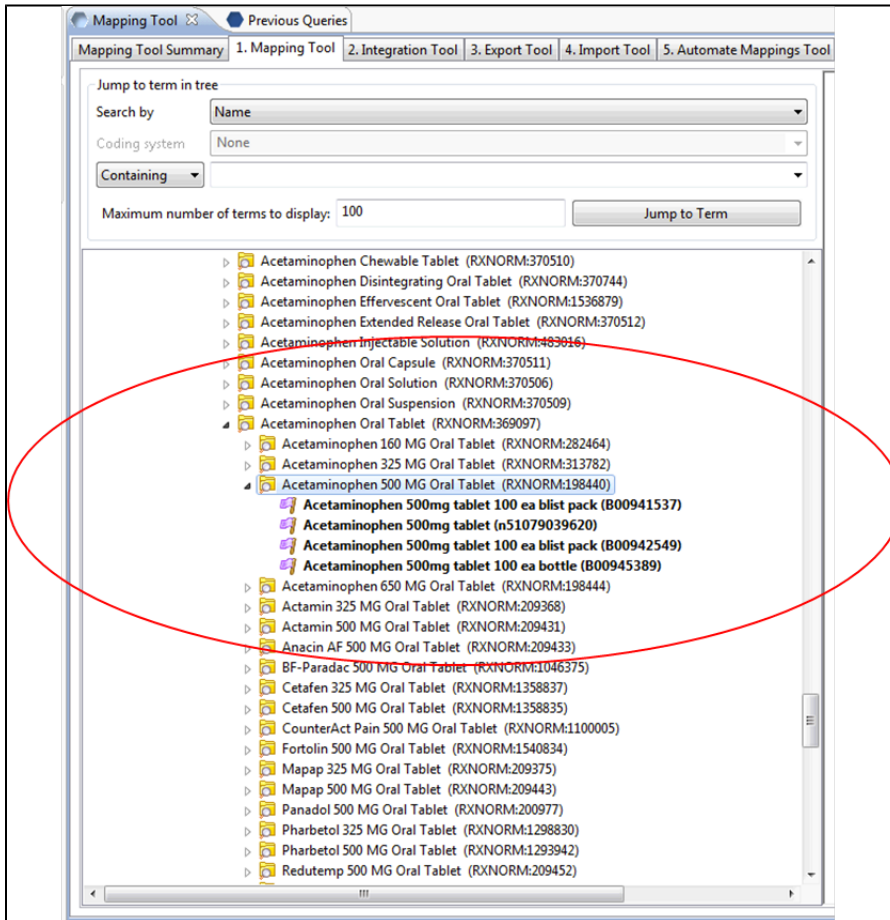 Mapping Tool Previous Queries
Mapping Tool Summary 1. Mapping Tool 2. Integration Tool 3. Export Tool 4. Import Tool 5. Automate Mappings Tool
Jump to term in tree
Search by Name
Coding system None
Containing
Maximum number of terms to display: 100 Jump to Term
Acetaminophen Chewable Tablet (RXNORM:370510)
Acetaminophen Disintegrating Oral Tablet (RXNORM:370744)
Acetaminophen Effervescent Oral Tablet (RXNORM:1536879)
Acetaminophen Extended Release Oral Tablet (RXNORM:370512)
Acetaminophen Injectable Solution (RXNORM:483016)
Acetaminophen Oral Capsule (RXNORM:370511)
Acetaminophen Oral Solution (RXNORM:370506)
Acetaminophen Oral Suspension (RXNORM:370509)
Acetaminophen Oral Tablet (RXNORM:369097)
Acetaminophen 160 MG Oral Tablet (RXNORM:282464)
Acetaminophen 325 MG Oral Tablet (RXNORM:313782)
Acetaminophen 500 MG Oral Tablet (RXNORM:198440)
Acetaminophen 500mg tablet 100 ea blist pack (B00941537)
Acetaminophen 500mg tablet (n51079039620)
Acetaminophen 500mg tablet 100 ea blist pack (B00942549)
Acetaminophen 500mg tablet 100 ea bottle (B00945389)
Acetaminophen 650 MG Oral Tablet (RXNORM:198444)
Actamin 325 MG Oral Tablet (RXNORM:209368)
Actamin 500 MG Oral Tablet (RXNORM:209431)
Anacin AF 500 MG Oral Tablet (RXNORM:209433)
BF-Paradac 500 MG Oral Tablet (RXNORM:1046375)
Cetafen 325 MG Oral Tablet (RXNORM:1358837)
Cetafen 500 MG Oral Tablet (RXNORM:1358835)
CounterAct Pain 500 MG Oral Tablet (RXNORM:1100005)
Fortolin 500 MG Oral Tablet (RXNORM:1540834)
Mapap 325 MG Oral Tablet (RXNORM:209375)
Mapap 500 MG Oral Tablet (RXNORM:209443)
Panadol 500 MG Oral Tablet (RXNORM:200977)
Pharbetol 325 MG Oral Tablet (RXNORM:1298830)
Pharbetol 500 MG Oral Tablet (RXNORM:1293942)
Redutemp 500 MG Oral Tablet (RXNORM:209452)